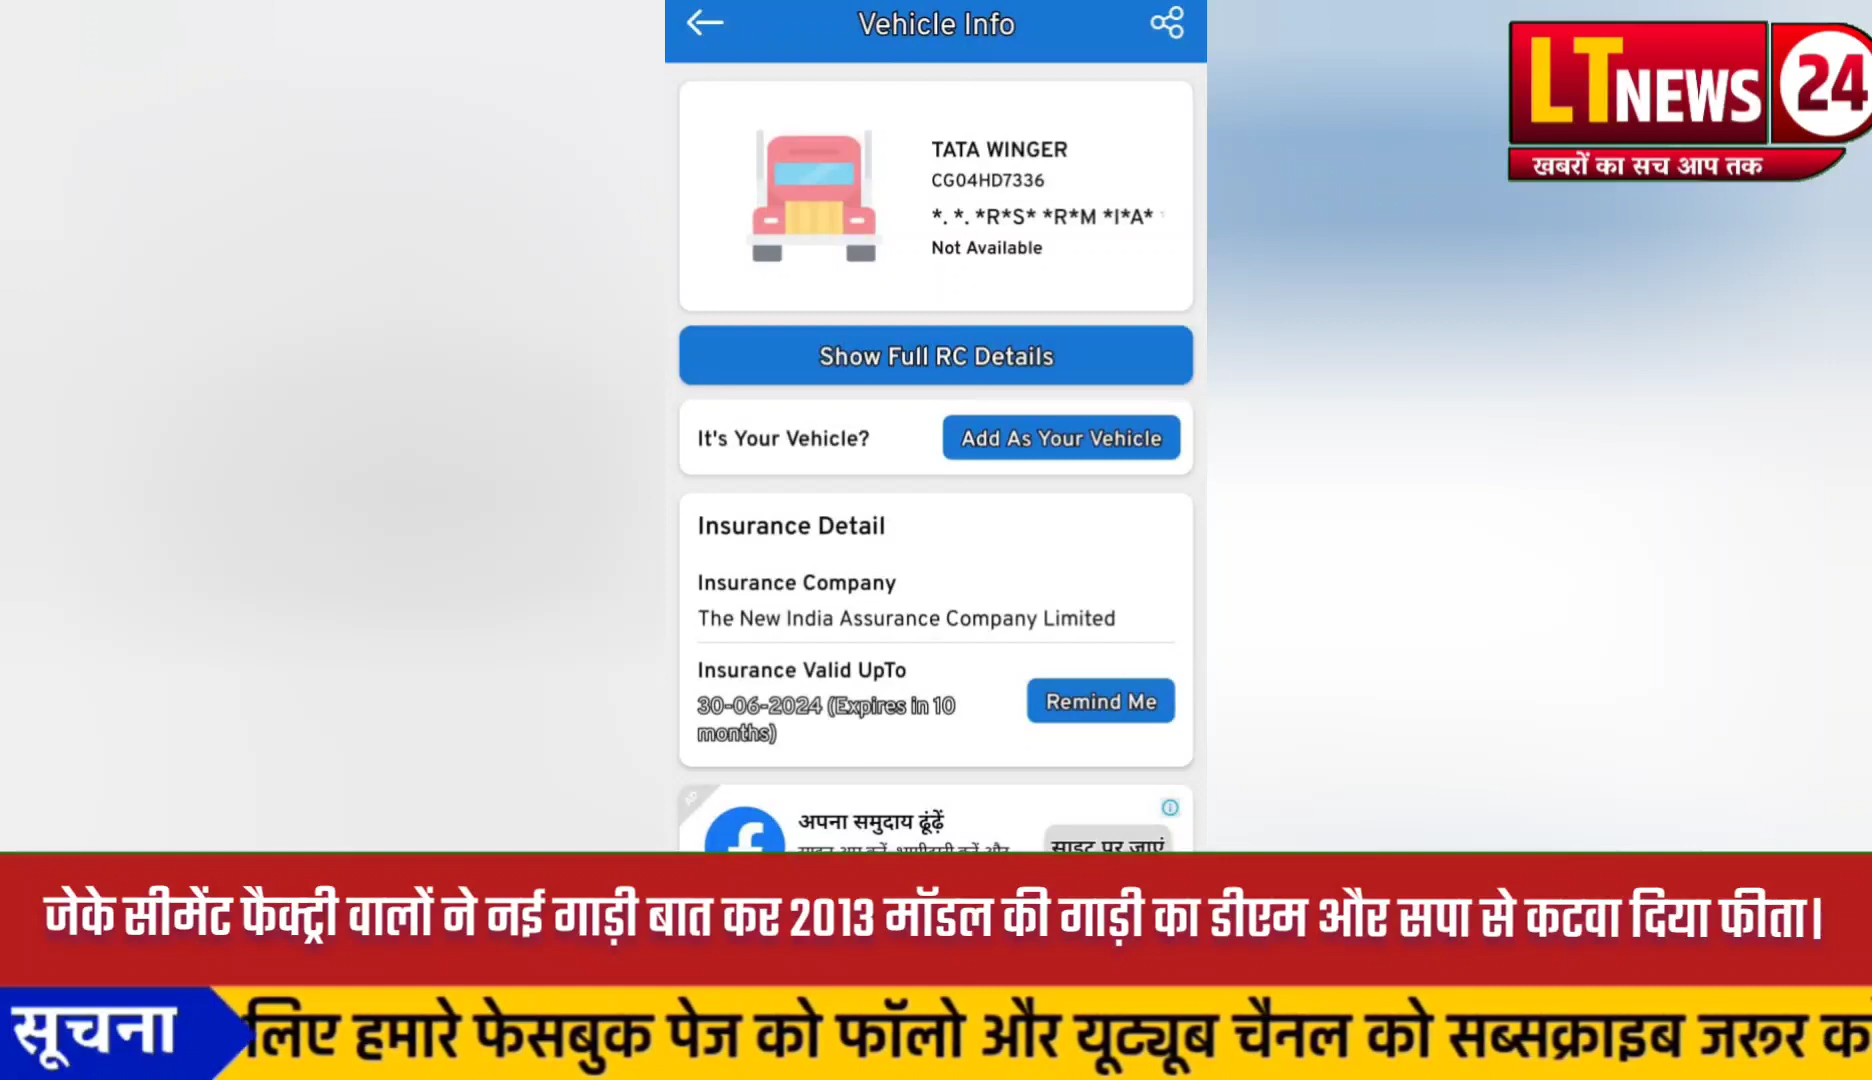 Vehicle Info
LT NEWS 24
खबरों का सच आप तक
TATA WINGER
CG04HD7336
*. *. *R*S* *R*M *I*A*
Not Available
Show Full RC Details
It's Your Vehicle?
Add As Your Vehicle
Insurance Detail
Insurance Company
The New India Assurance Company Limited
Insurance Valid UpTo
30-06-2024 (Expires in 10
months)
Remind Me
AD
अपना समुदाय ढूंढ़ें
साइट पर जाएं
जेके सीमेंट फैक्ट्री वालों ने नई गाड़ी बात कर 2013 मॉडल की गाड़ी का डीएम और सपा से कटवा दिया फीता।
सूचना
लिए हमारे फेसबुक पेज को फॉलो और यूट्यूब चैनल को सब्सक्राइब जरूर